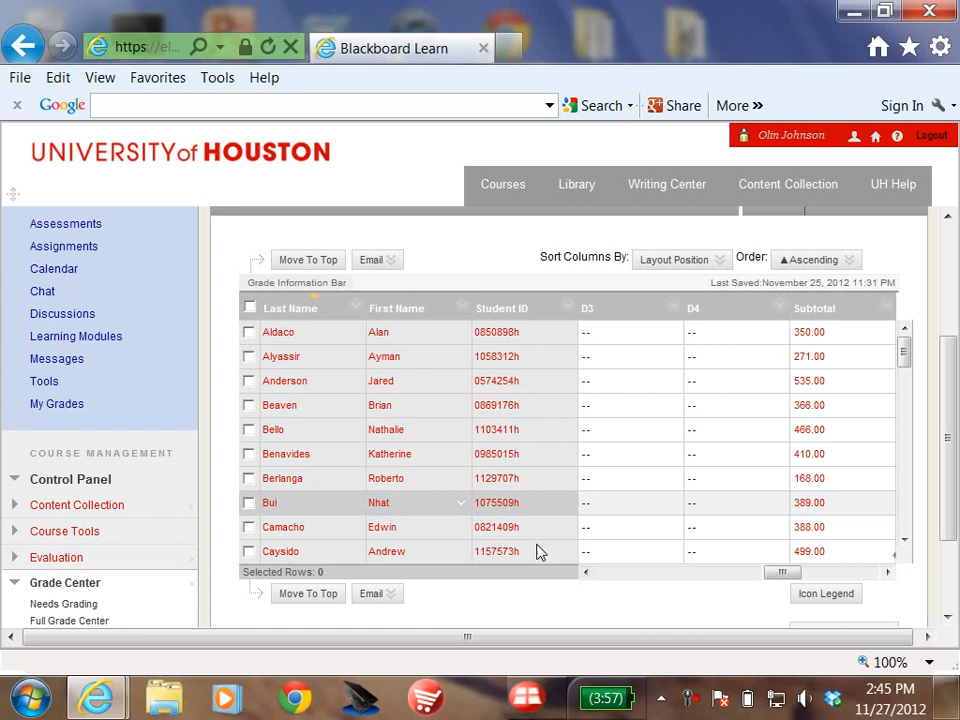 https://el...
Blackboard Learn
File Edit View Favorites Tools Help
Google Search Share More » Sign In
Olin Johnson Logout
UNIVERSITY of HOUSTON
Courses Library Writing Center Content Collection UH Help
Assessments
Assignments
Calendar
Chat
Discussions
Learning Modules
Messages
Tools
My Grades
COURSE MANAGEMENT
Control Panel
Content Collection
Course Tools
Evaluation
Grade Center
Needs Grading
Full Grade Center
Move To Top Email Sort Columns By: Layout Position Order: Ascending
Grade Information Bar Last Saved:November 25, 2012 11:31 PM
Last Name First Name Student ID D3 D4 Subtotal
Aldaco Alan 0850898h -- -- 350.00
Alyassir Ayman 1058312h -- -- 271.00
Anderson Jared 0574254h -- -- 535.00
Beaven Brian 0869176h -- -- 366.00
Bello Nathalie 1103411h -- -- 466.00
Benavides Katherine 0985015h -- -- 410.00
Berlanga Roberto 1129707h -- -- 168.00
Bui Nhat 1075509h -- -- 389.00
Camacho Edwin 0821409h -- -- 388.00
Caysido Andrew 1157573h -- -- 499.00
Selected Rows: 0
Move To Top Email Icon Legend
100%
(3:57)
2:45 PM
11/27/2012